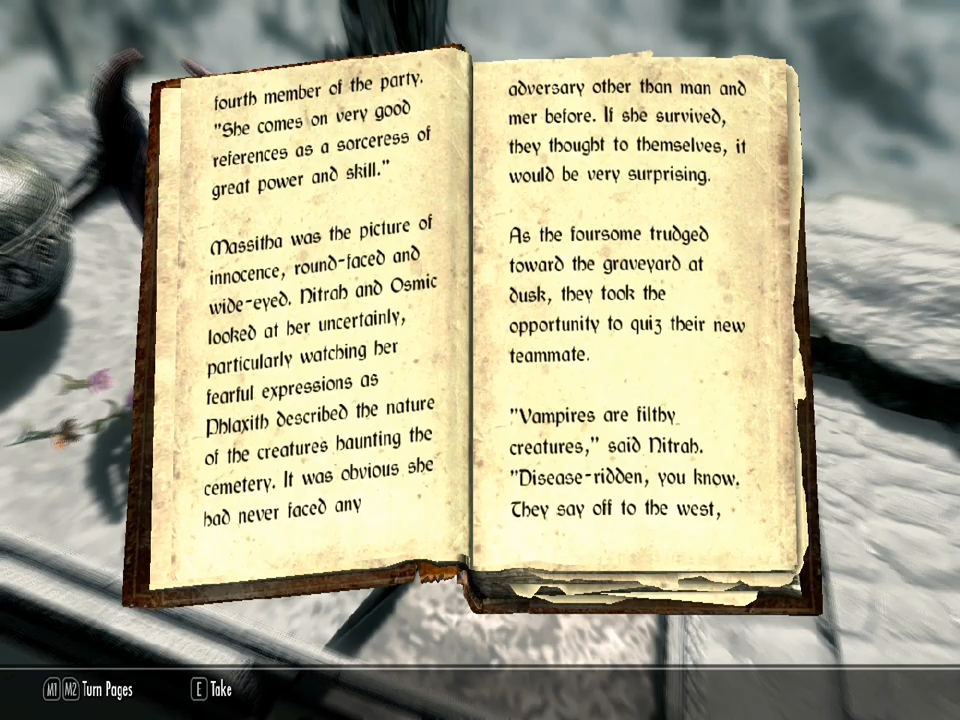 fourth member of the party.
"She comes on very good
references as a sorceress of
great power and skill."
Massitha was the picture of
innocence, round-faced and
wide-eyed. Nitrah and Osmic
looked at her uncertainly,
particularly watching her
fearful expressions as
Phlaxith described the nature
of the creatures haunting the
cemetery. It was obvious she
had never faced any
adversary other than man and
mer before. If she survived,
they thought to themselves, it
would be very surprising.
As the foursome trudged
toward the graveyard at
dusk, they took the
opportunity to quiz their new
teammate.
"Vampires are filthy
creatures," said Nitrah.
"Disease-ridden, you know.
They say off to the west,
M1 M2 Turn Pages
E Take